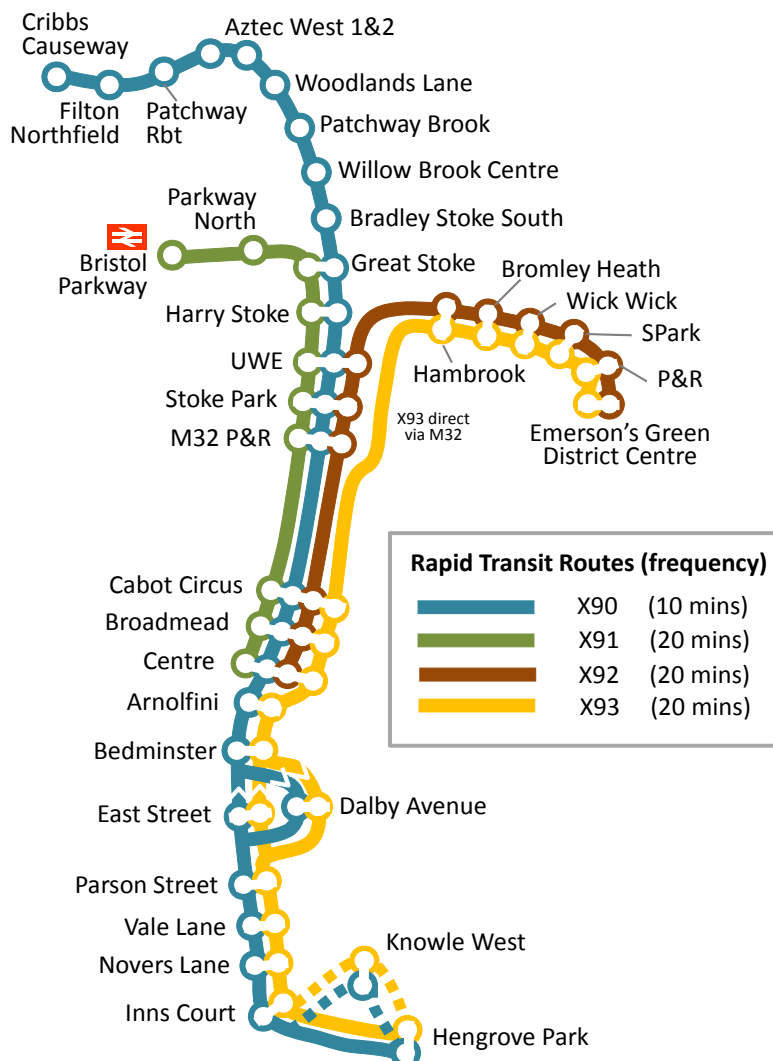 Cribbs
Causeway
Aztec West 1&2
Filton
Northfield
Patchway
Rbt
Woodlands Lane
Patchway Brook
Willow Brook Centre
Parkway
North
Bradley Stoke South
Bristol
Parkway
Great Stoke
Bromley Heath
Wick Wick
Harry Stoke
SPark
UWE
Hambrook
P&R
Stoke Park
X93 direct
via M32
M32 P&R
Emerson's Green
District Centre
Rapid Transit Routes (frequency)
X90 (10 mins)
X91 (20 mins)
X92 (20 mins)
X93 (20 mins)
Cabot Circus
Broadmead
Centre
Arnolfini
Bedminster
East Street
Dalby Avenue
Parson Street
Vale Lane
Knowle West
Novers Lane
Inns Court
Hengrove Park